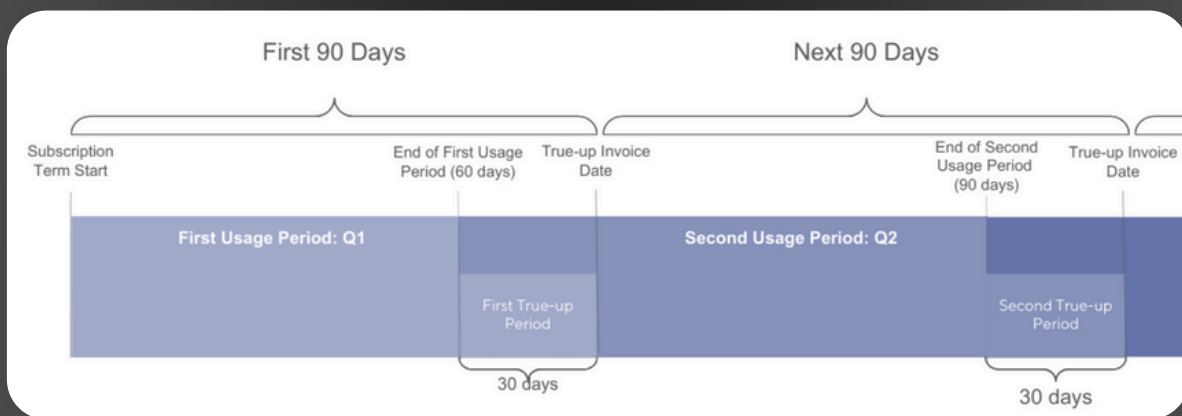 First 90 Days
Next 90 Days
Subscription
Term Start
End of First Usage
Period (60 days)
True-up Invoice
Date
End of Second
Usage Period
(90 days)
True-up Invoice
Date
First Usage Period: Q1
Second Usage Period: Q2
First True-up
Period
Second True-up
Period
30 days
30 days